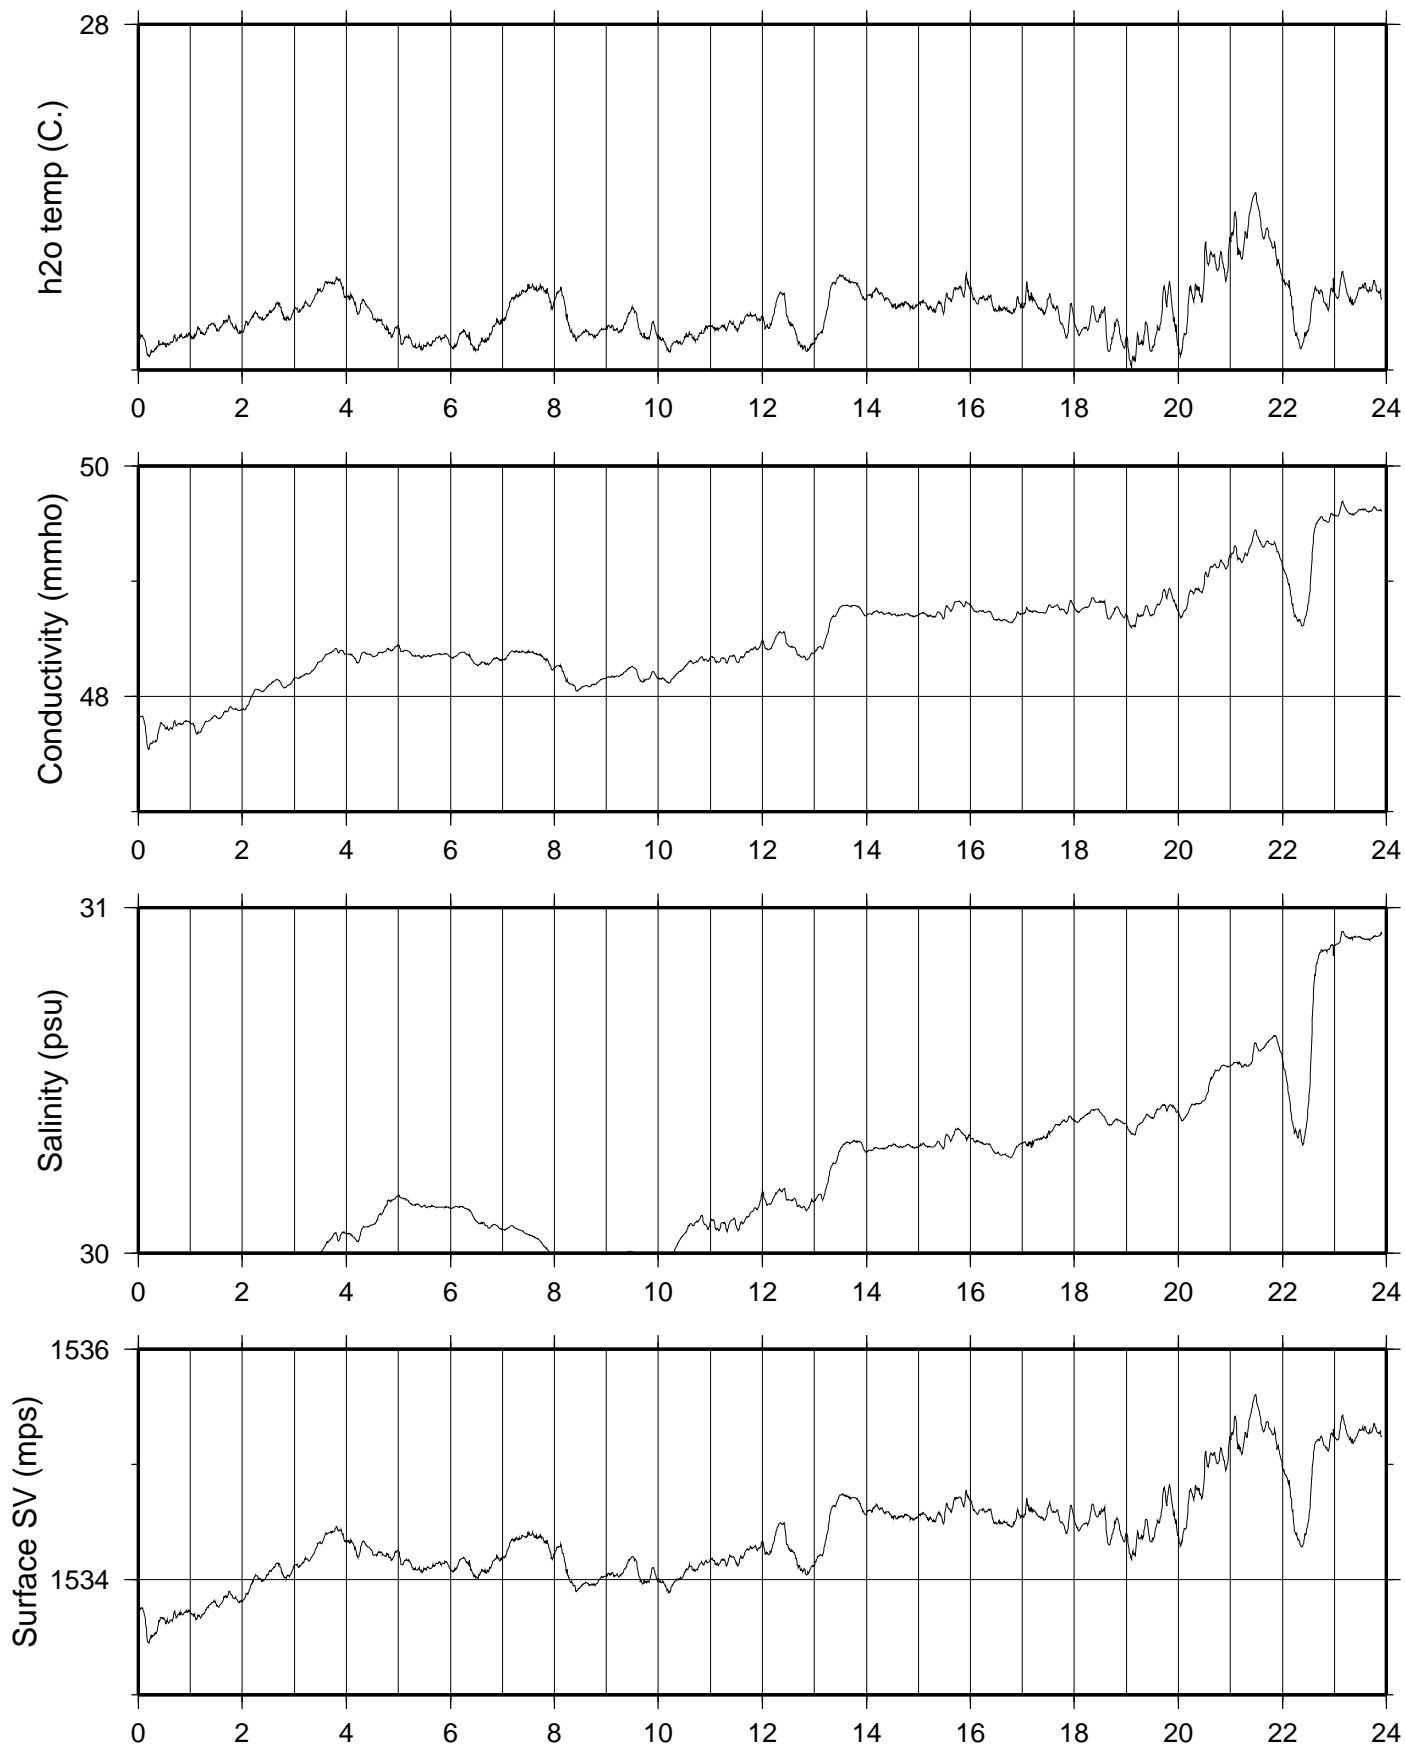 28
h2o temp (C.)
0 2 4 6 8 10 12 14 16 18 20 22 24
50
Conductivity (mmho)
48
0 2 4 6 8 10 12 14 16 18 20 22 24
31
Salinity (psu)
30
0 2 4 6 8 10 12 14 16 18 20 22 24
1536
Surface SV (mps)
1534
0 2 4 6 8 10 12 14 16 18 20 22 24